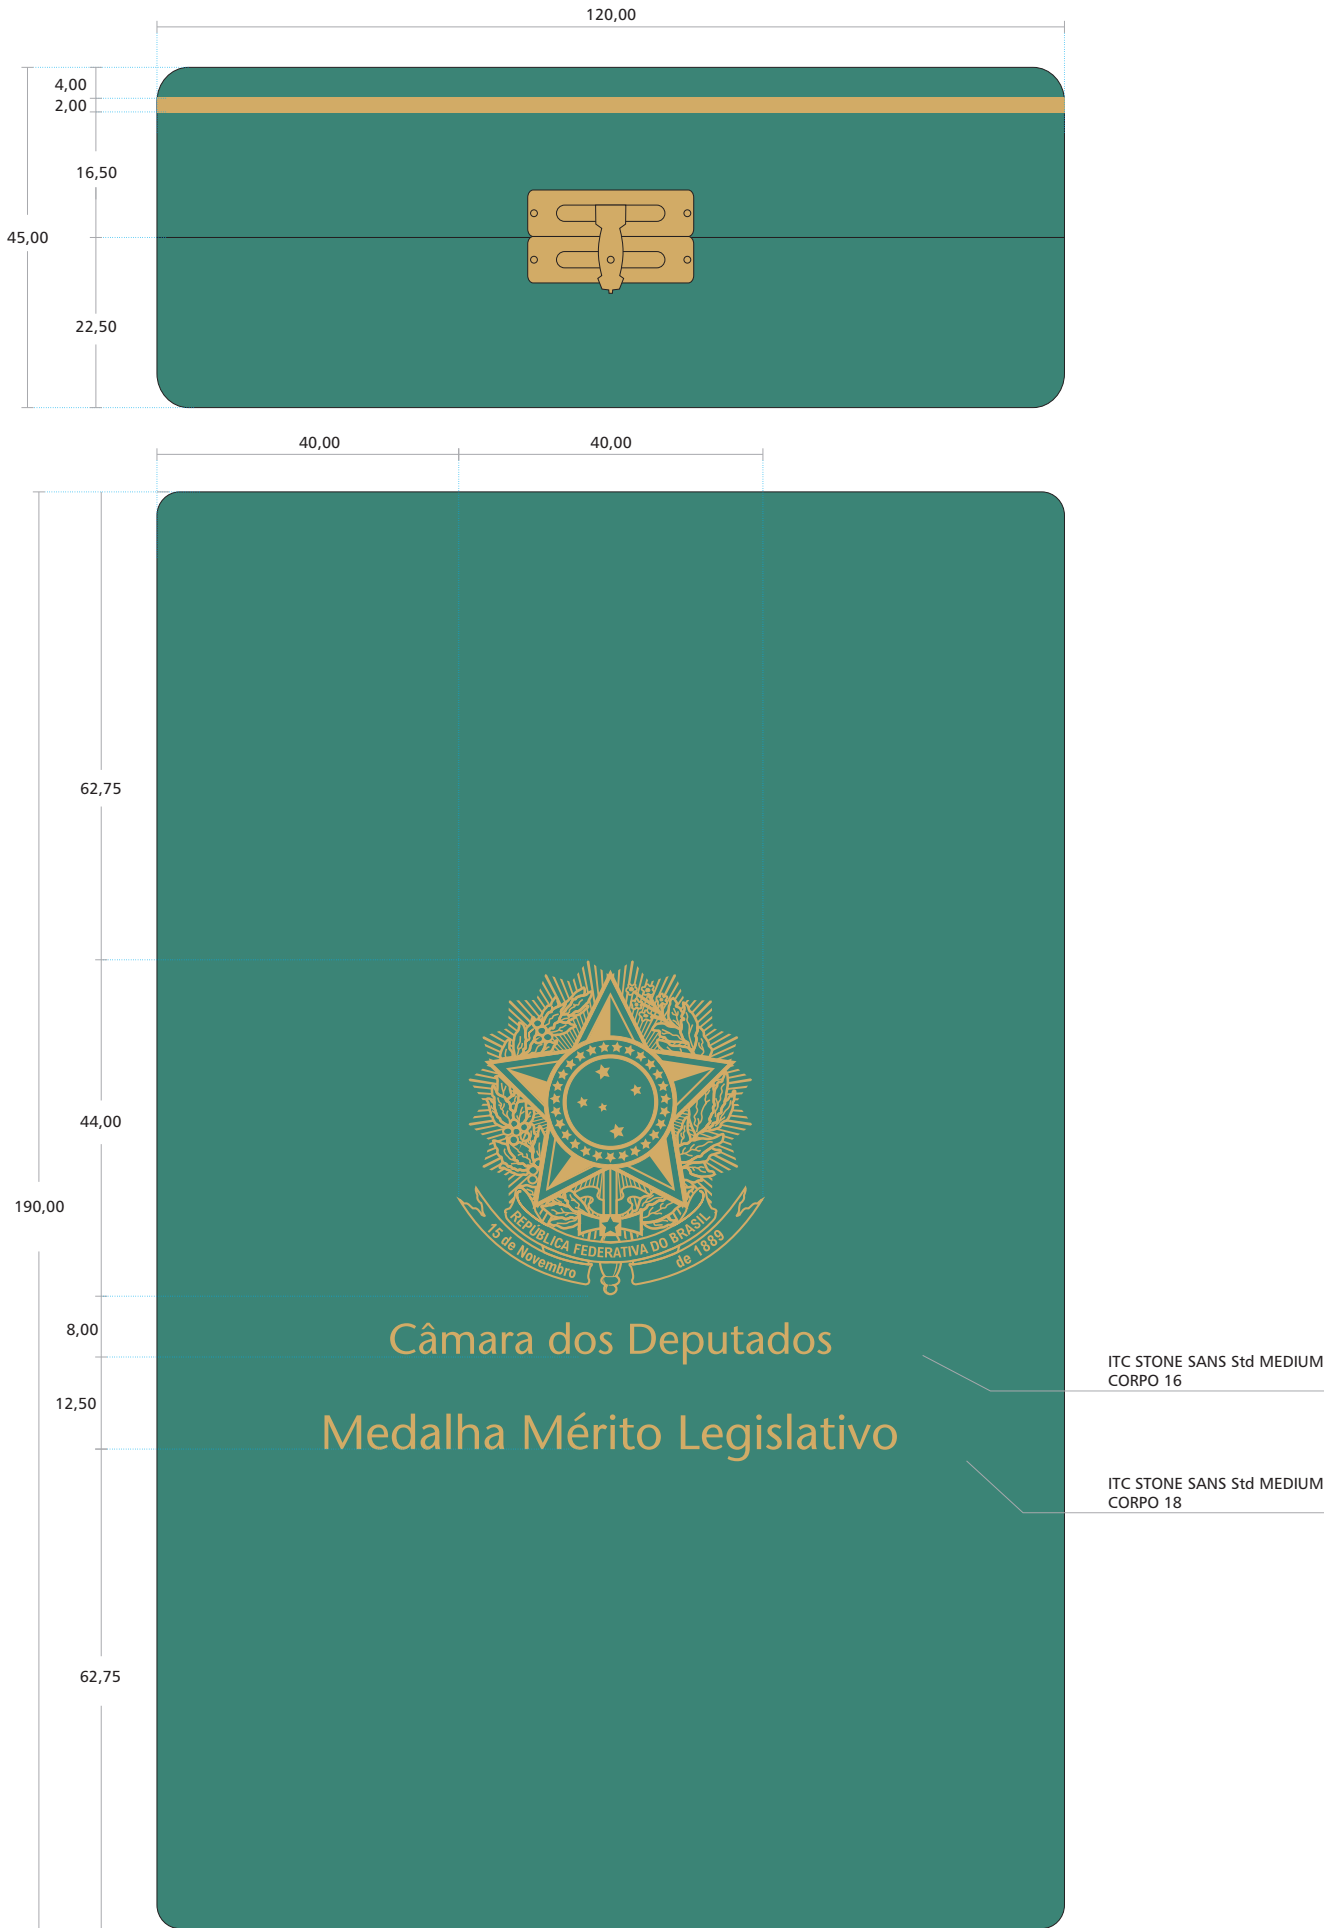 120,00
4,00
2,00
16,50
45,00
22,50
40,00
40,00
62,75
44,00
190,00
REPÚBLICA FEDERATIVA DO BRASIL
15 de Novembro
de 1889
8,00
Câmara dos Deputados
ITC STONE SANS Std MEDIUM
CORPO 16
12,50
Medalha Mérito Legislativo
ITC STONE SANS Std MEDIUM
CORPO 18
62,75